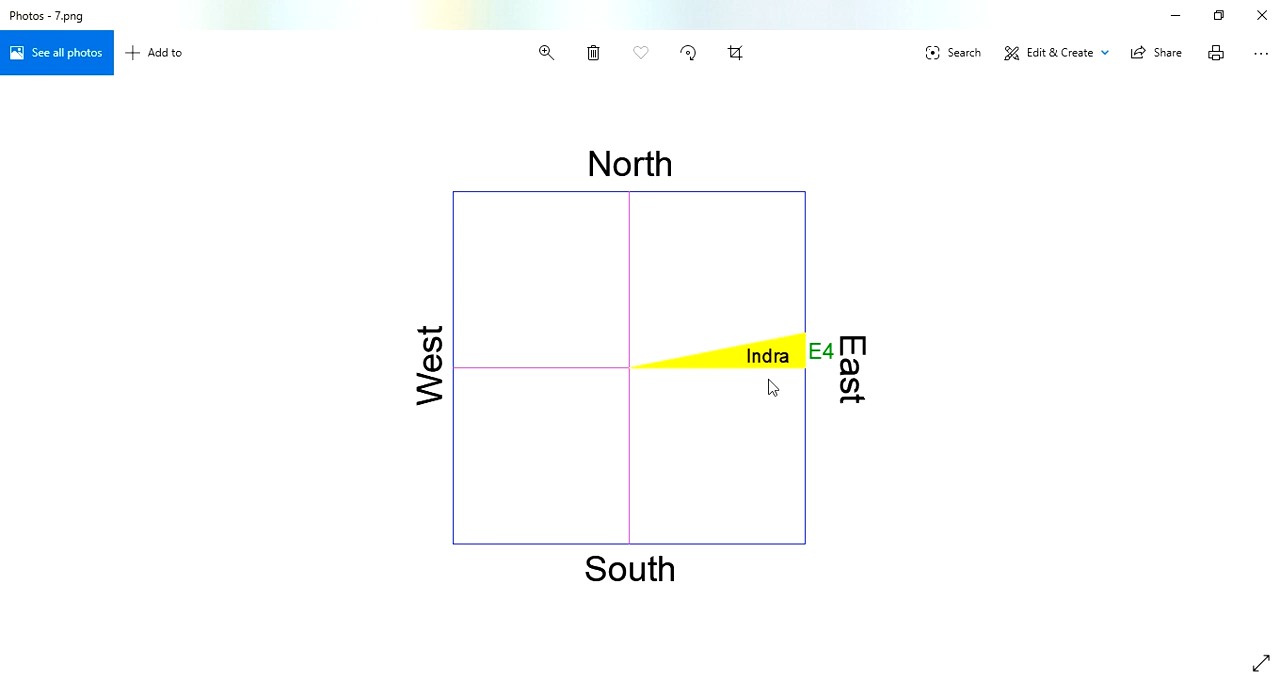 Photos - 7.png
See all photos
Add to
Search
Edit & Create
Share
North
West
Indra
E4
East
South